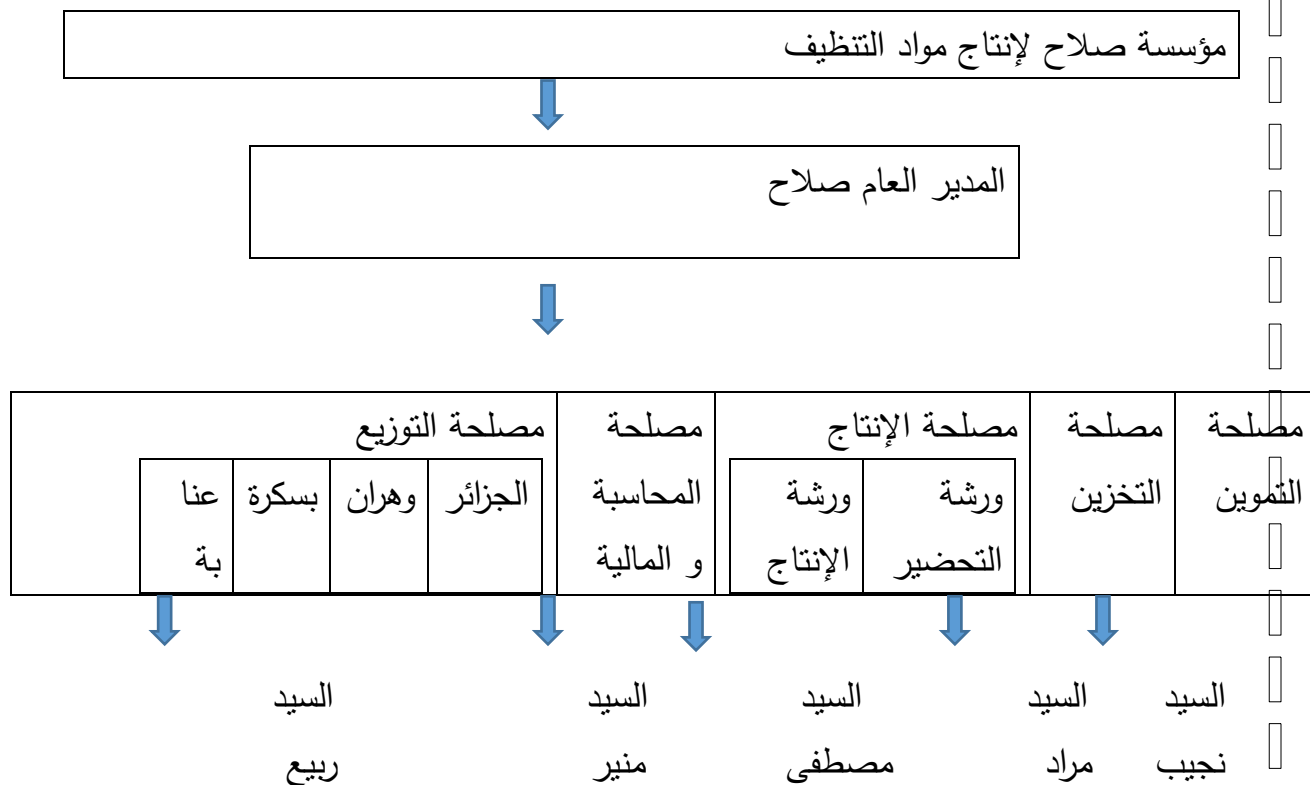 مؤسسة صلاح لإنتاج مواد التنظيف
المدير العام صلاح
مصلحة التموين
مصلحة التخزين
مصلحة الإنتاج
ورشة التحضير
ورشة الإنتاج
مصلحة المحاسبة و المالية
مصلحة التوزيع
الجزائر
وهران
بسكرة
عنا
بة
السيد نجيب
السيد مراد
السيد مصطفى
السيد منير
السيد ربيع